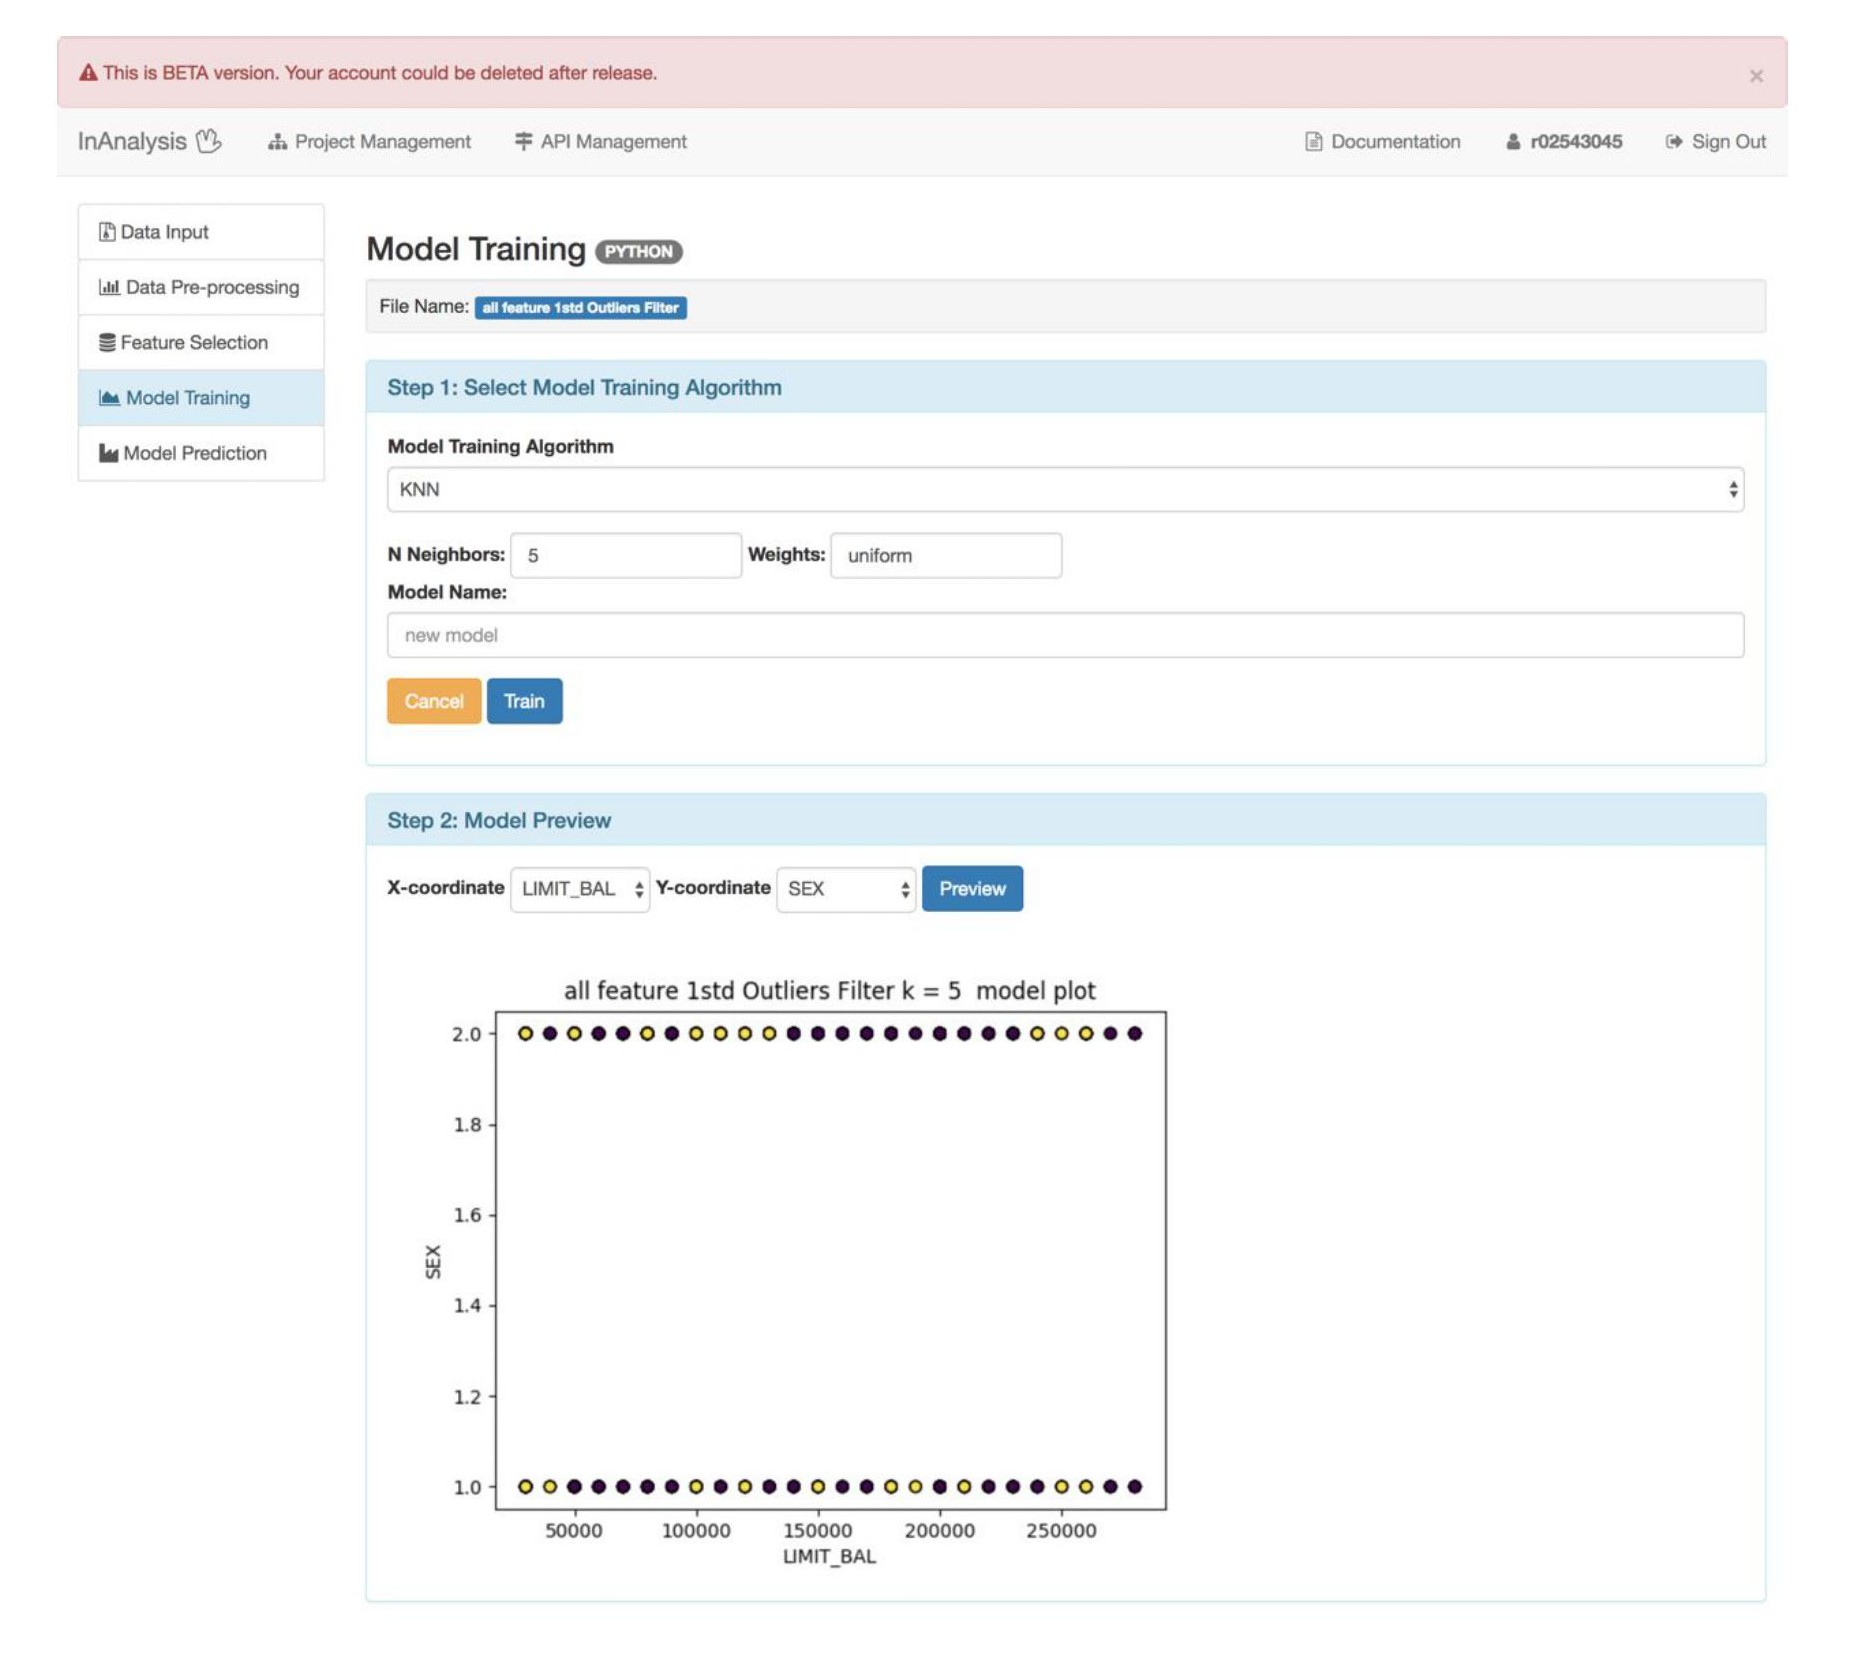 This is BETA version. Your account could be deleted after release. ×
InAnalysis Project Management API Management Documentation r02543045 Sign Out
Data Input
Data Pre-processing
Feature Selection
Model Training
Model Prediction
Model Training PYTHON
File Name: all feature 1std Outliers Filter
Step 1: Select Model Training Algorithm
Model Training Algorithm
KNN
N Neighbors: 5 Weights: uniform
Model Name:
new model
Cancel Train
Step 2: Model Preview
X-coordinate LIMIT_BAL Y-coordinate SEX Preview
all feature 1std Outliers Filter k = 5 model plot
2.0
1.8
1.6
SEX
1.4
1.2
1.0
50000 100000 150000 200000 250000
LIMIT_BAL